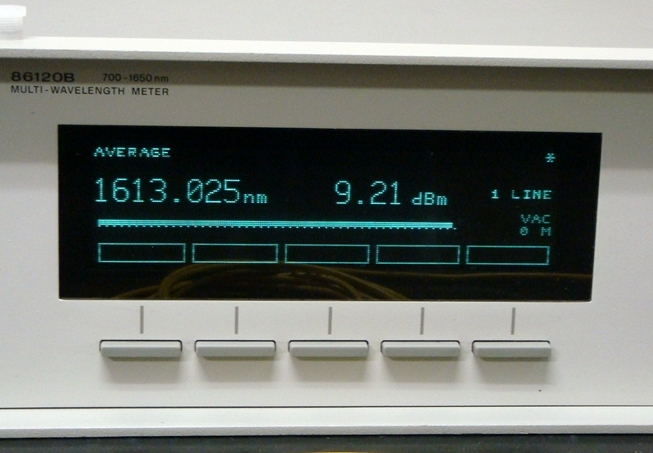 86120B 700-1650 nm
MULTI-WAVELENGTH METER
AVERAGE *
1613.025nm 9.21 dBm 1 LINE
VAC
0 M